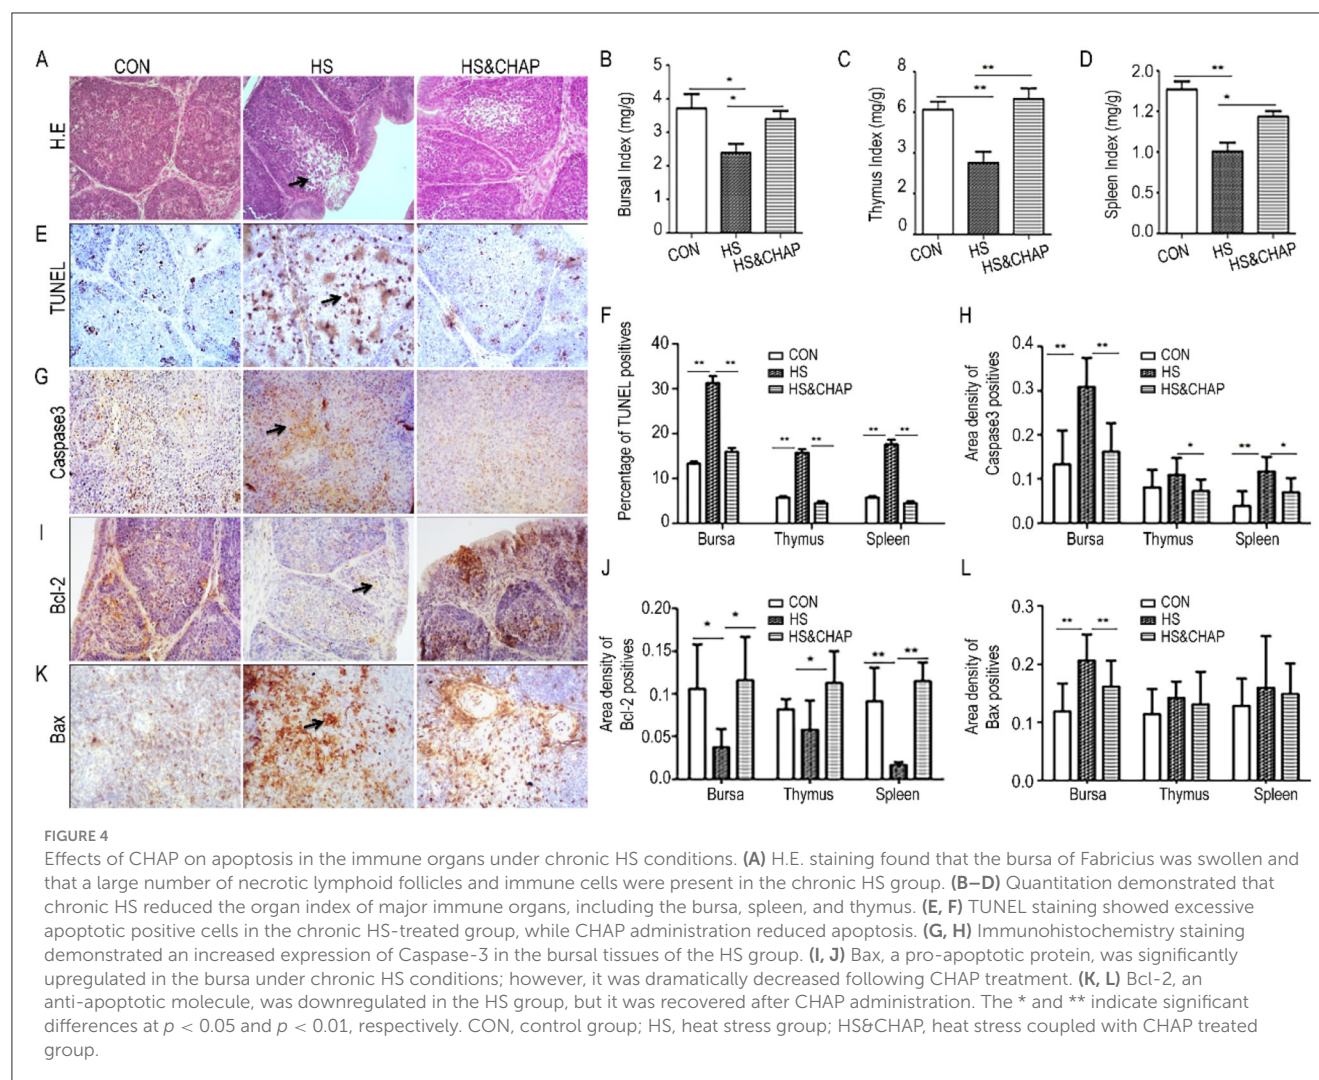 A
CON
HS
HS&CHAP
H.E
B
Bursal Index (mg/g)
5
4
3
2
1
0
CON
HS
HS&CHAP
*
*
C
Thymus Index (mg/g)
8
6
3
2
0
CON
HS
HS&CHAP
**
**
D
Spleen Index (mg/g)
2.0
1.2
1.0
1.0
0.0
CON
HS
HS&CHAP
**
*
E
TUNEL
F
Percentage of TUNEL positives
40
30
20
10
0
CON
HS
HS&CHAP
** **
** **
** **
Bursa Thymus Spleen
G
Caspase3
H
Area density of
Caspase3 positives
0.4
0.3
0.2
0.1
0.0
CON
HS
HS&CHAP
** **
*
** *
Bursa Thymus Spleen
I
Bcl-2
J
Area density of
Bcl-2 positives
0.20
0.15
0.10
0.05
0.0
CON
HS
HS&CHAP
* *
*
** **
Bursa Thymus Spleen
K
Bax
L
Area density of
Bax positives
0.3
0.2
0.1
0.0
CON
HS
HS&CHAP
** **
Bursa Thymus Spleen
FIGURE 4
Effects of CHAP on apoptosis in the immune organs under chronic HS conditions. (A) H.E. staining found that the bursa of Fabricius was swollen and
that a large number of necrotic lymphoid follicles and immune cells were present in the chronic HS group. (B–D) Quantitation demonstrated that
chronic HS reduced the organ index of major immune organs, including the bursa, spleen, and thymus. (E, F) TUNEL staining showed excessive
apoptotic positive cells in the chronic HS-treated group, while CHAP administration reduced apoptosis. (G, H) Immunohistochemistry staining
demonstrated an increased expression of Caspase-3 in the bursal tissues of the HS group. (I, J) Bax, a pro-apoptotic protein, was significantly
upregulated in the bursa under chronic HS conditions; however, it was dramatically decreased following CHAP treatment. (K, L) Bcl-2, an
anti-apoptotic molecule, was downregulated in the HS group, but it was recovered after CHAP administration. The * and ** indicate significant
differences at p < 0.05 and p < 0.01, respectively. CON, control group; HS, heat stress group; HS&CHAP, heat stress coupled with CHAP treated
group.